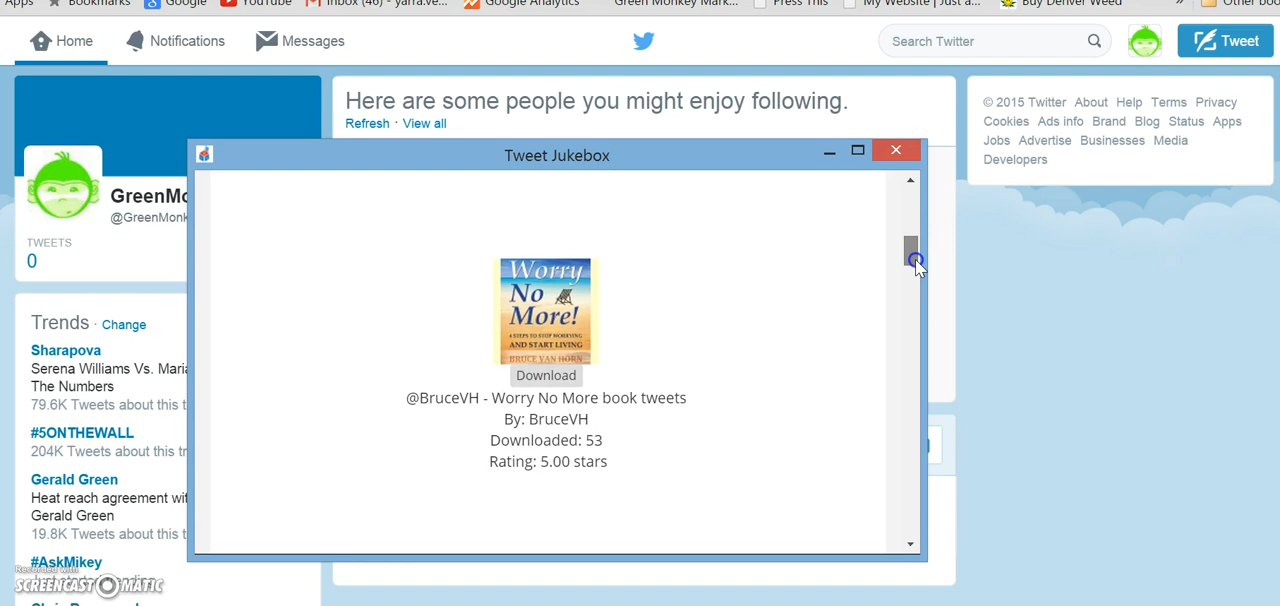 Apps Bookmarks Google YouTube Inbox (46) - yarra.ve... Google Analytics Green Monkey Mark... Press This My Website | Just a... Buy Denver Weed » Other boo
Home Notifications Messages Search Twitter Tweet
Here are some people you might enjoy following.
Refresh · View all
GreenMo
@GreenMonk
TWEETS
0
Trends · Change
Sharapova
Serena Williams Vs. Maria
The Numbers
79.6K Tweets about this t
#5ONTHEWALL
204K Tweets about this tr
Gerald Green
Heat reach agreement wit
Gerald Green
19.8K Tweets about this t
#AskMikey
Just started trending
Recorded with
SCREENCAST-O-MATIC
Tweet Jukebox
Worry
No
More!
4 STEPS TO STOP WORRYING
AND START LIVING
BRUCE VAN HORN
Download
@BruceVH - Worry No More book tweets
By: BruceVH
Downloaded: 53
Rating: 5.00 stars
© 2015 Twitter About Help Terms Privacy
Cookies Ads info Brand Blog Status Apps
Jobs Advertise Businesses Media
Developers